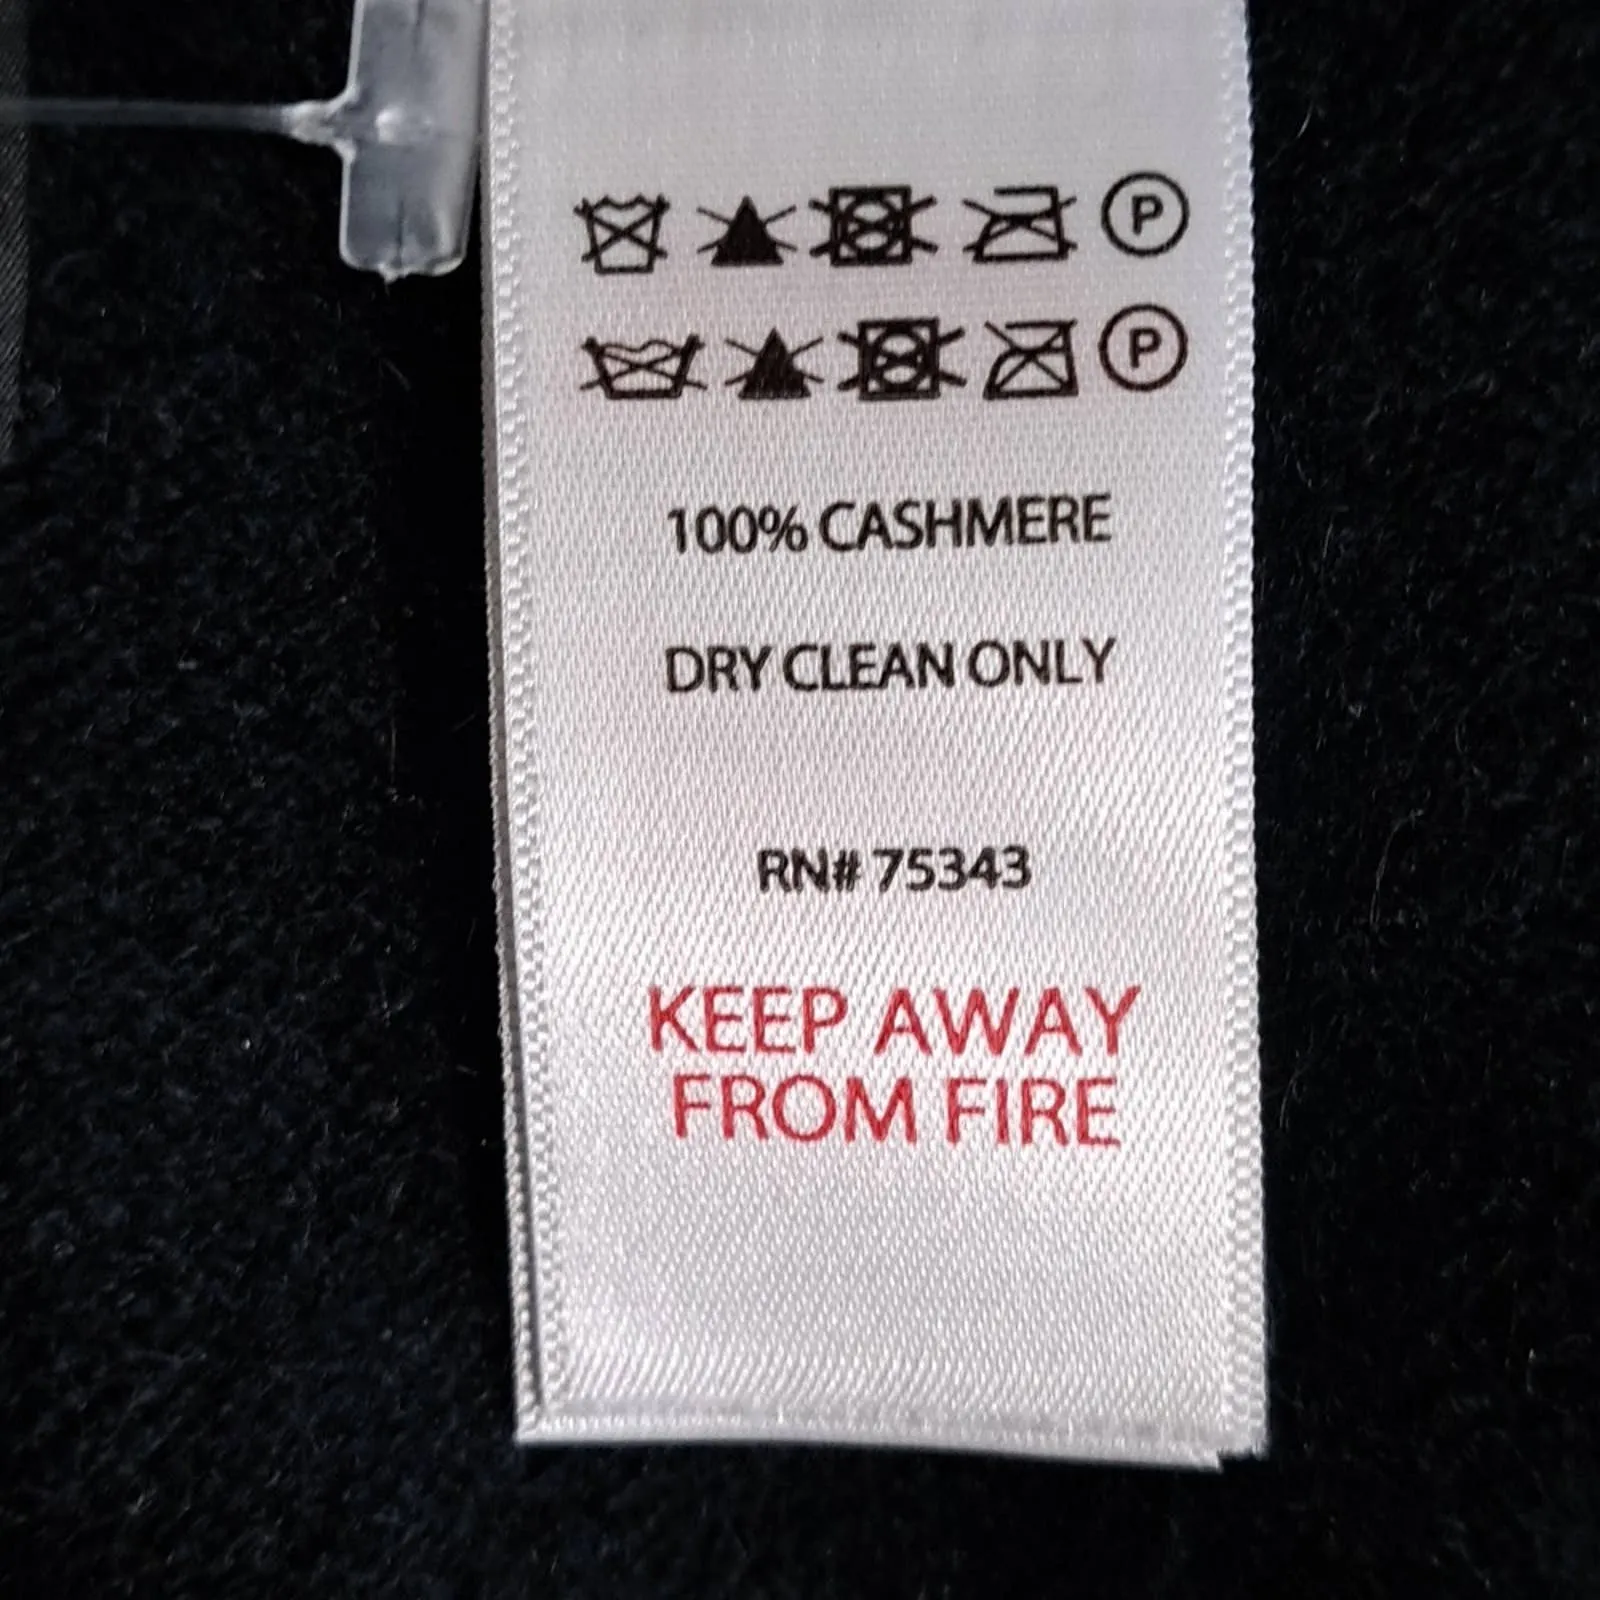 P
P
100% CASHMERE
DRY CLEAN ONLY
RN# 75343
KEEP AWAY
FROM FIRE